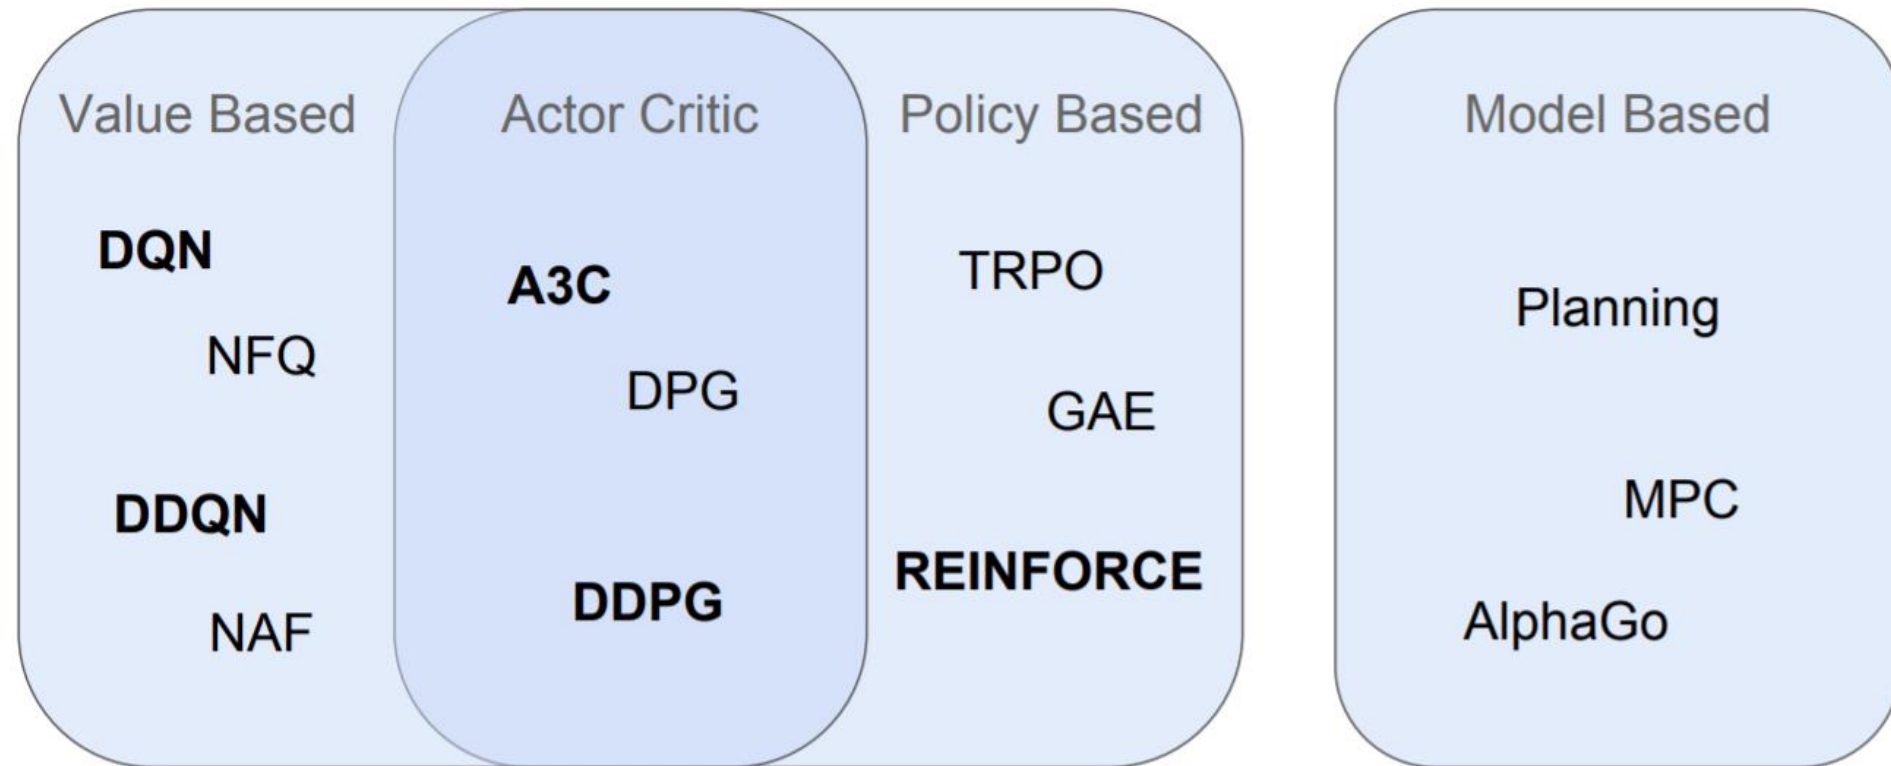 Value Based
DQN
NFQ
DDQN
NAF
Actor Critic
A3C
DPG
DDPG
Policy Based
TRPO
GAE
REINFORCE
Model Based
Planning
MPC
AlphaGo